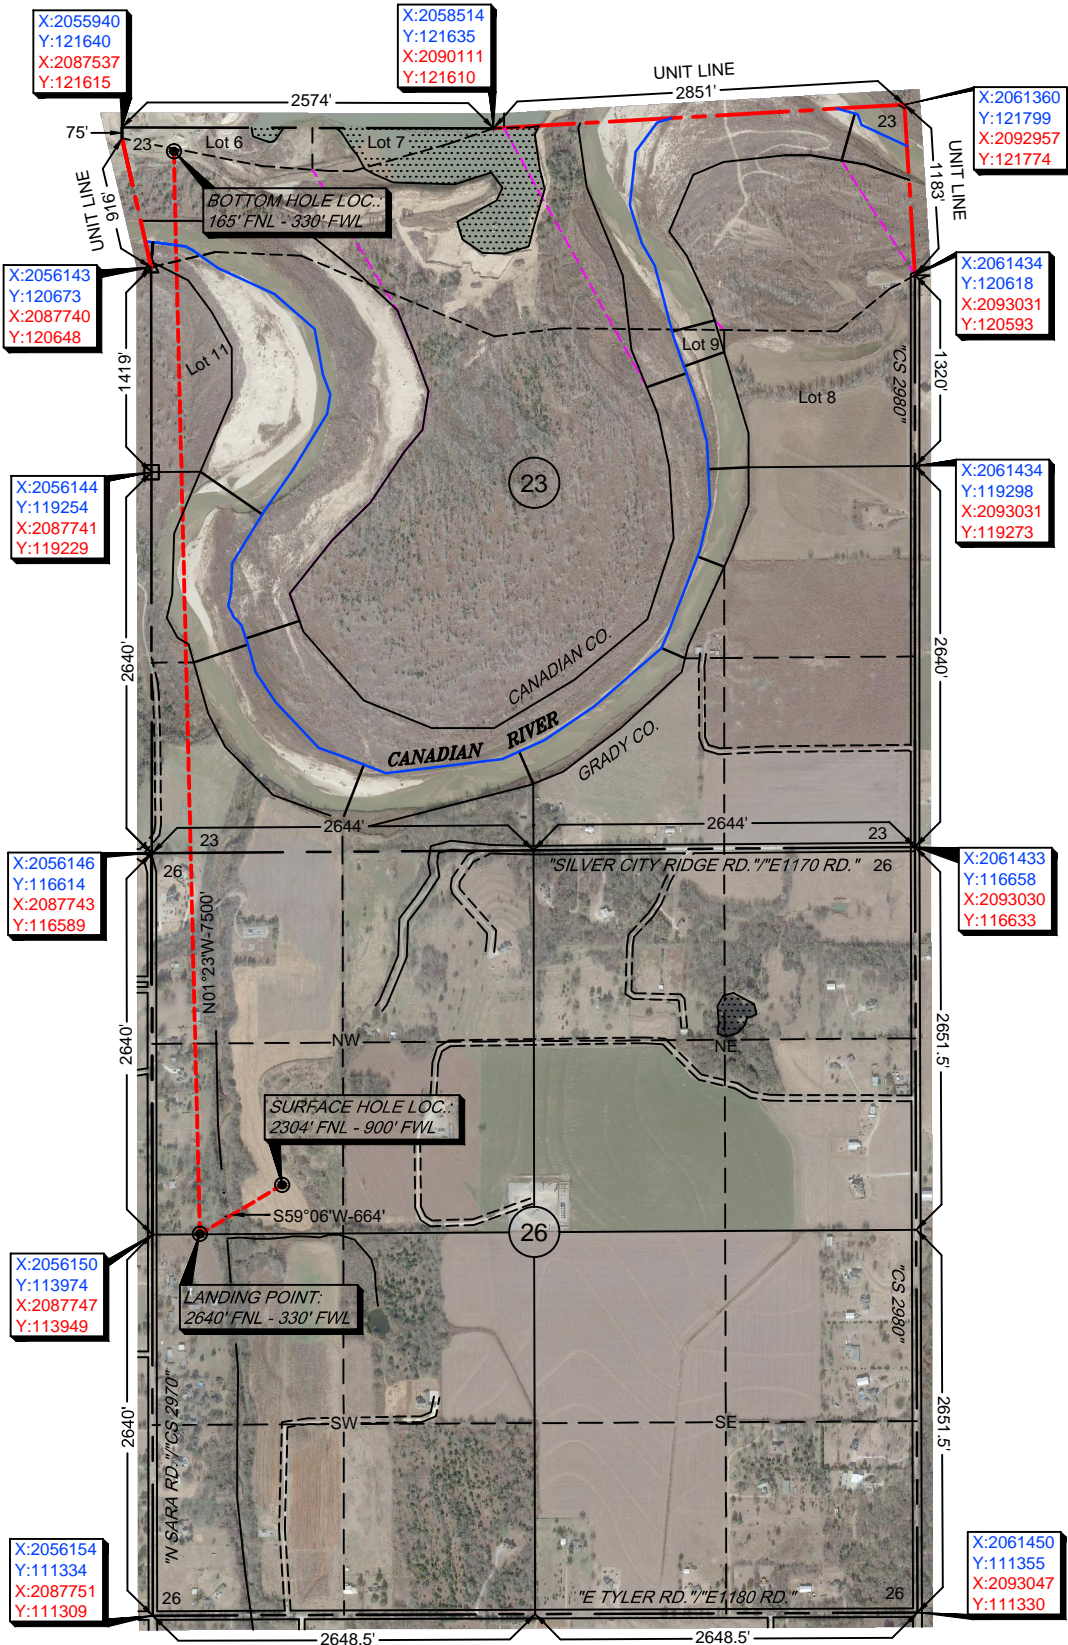 X:2055940
Y:121640
X:2087537
Y:121615
X:2058514
Y:121635
X:2090111
Y:121610
UNIT LINE
2851'
2574'
X:2061360
Y:121799
X:2092957
Y:121774
75'
23
Lot 6
Lot 7
23
UNIT LINE
1183'
UNIT LINE
916'
BOTTOM HOLE LOC.:
165' FNL - 330' FWL
X:2056143
Y:120673
X:2087740
Y:120648
X:2061434
Y:120618
X:2093031
Y:120593
1419'
Lot 11
Lot 9
Lot 8
"CS 2980"
1320'
X:2056144
Y:119254
X:2087741
Y:119229
23
X:2061434
Y:119298
X:2093031
Y:119273
2640'
CANADIAN CO.
2640'
CANADIAN RIVER
GRADY CO.
23
2644'
2644'
23
X:2056146
Y:116614
X:2087743
Y:116589
26
"SILVER CITY RIDGE RD."/"E1170 RD."
26
X:2061433
Y:116658
X:2093030
Y:116633
N01°23'W-7500'
2640'
NW
NE
2651.5'
SURFACE HOLE LOC.:
2304' FNL - 900' FWL
S59°06'W-664'
26
X:2056150
Y:113974
X:2087747
Y:113949
LANDING POINT:
2640' FNL - 330' FWL
"CS 2980"
2640'
"N SARA RD."/"CS 2970"
SW
SE
2651.5'
X:2056154
Y:111334
X:2087751
Y:111309
26
"E TYLER RD."/"E1180 RD."
26
X:2061450
Y:111355
X:2093047
Y:111330
2648.5'
2648.5'